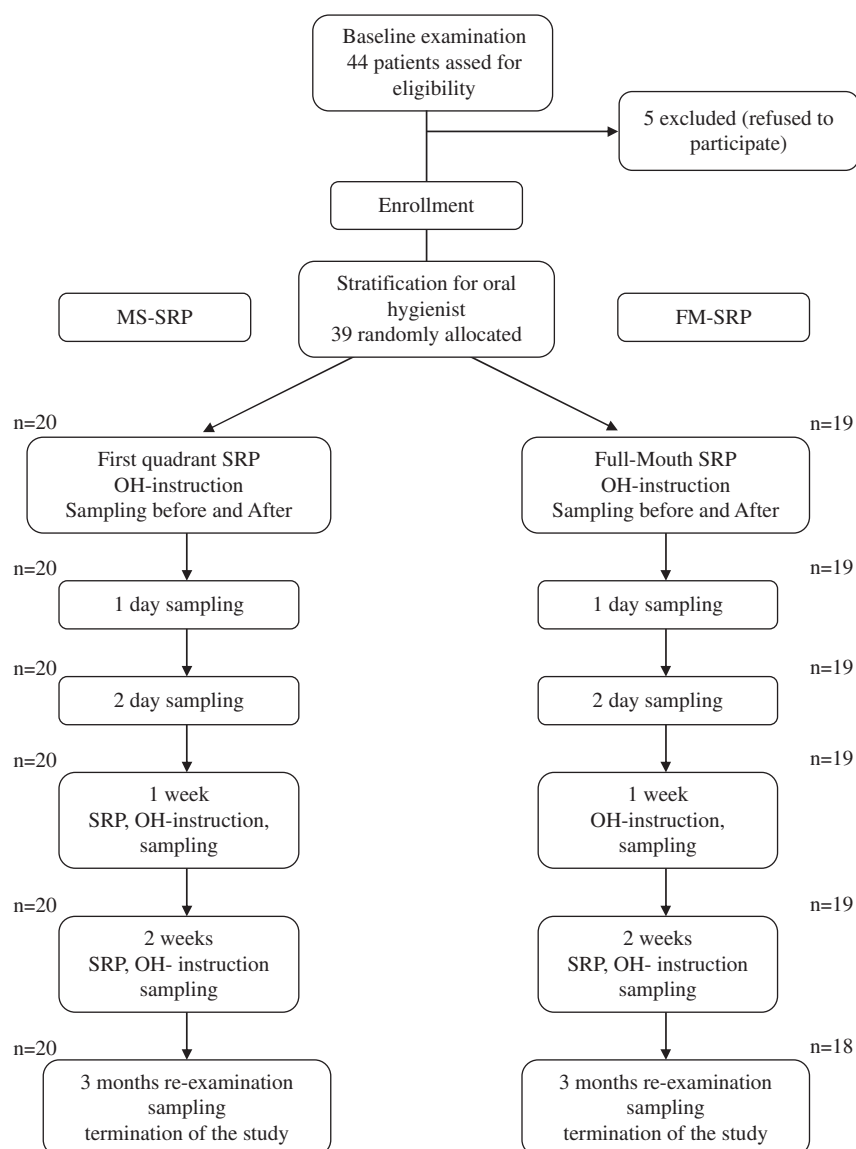 Baseline examination
44 patients assed for
eligibility
5 excluded (refused to
participate)
Enrollment
Stratification for oral
hygienist
39 randomly allocated
MS-SRP
FM-SRP
n=20
First quadrant SRP
OH-instruction
Sampling before and After
n=19
Full-Mouth SRP
OH-instruction
Sampling before and After
n=20
1 day sampling
n=19
1 day sampling
n=20
2 day sampling
n=19
2 day sampling
n=20
1 week
SRP, OH-instruction,
sampling
n=19
1 week
OH-instruction,
sampling
n=20
2 weeks
SRP, OH- instruction
sampling
n=19
2 weeks
SRP, OH- instruction
sampling
n=20
3 months re-examination
sampling
termination of the study
n=18
3 months re-examination
sampling
termination of the study